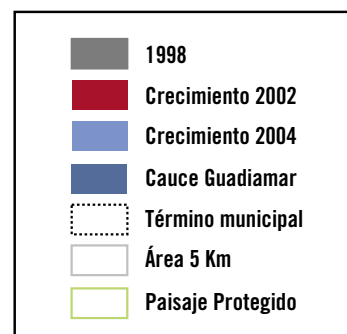 1998
Crecimiento 2002
Crecimiento 2004
Cauce Guadiamar
Término municipal
Área 5 Km
Paisaje Protegido